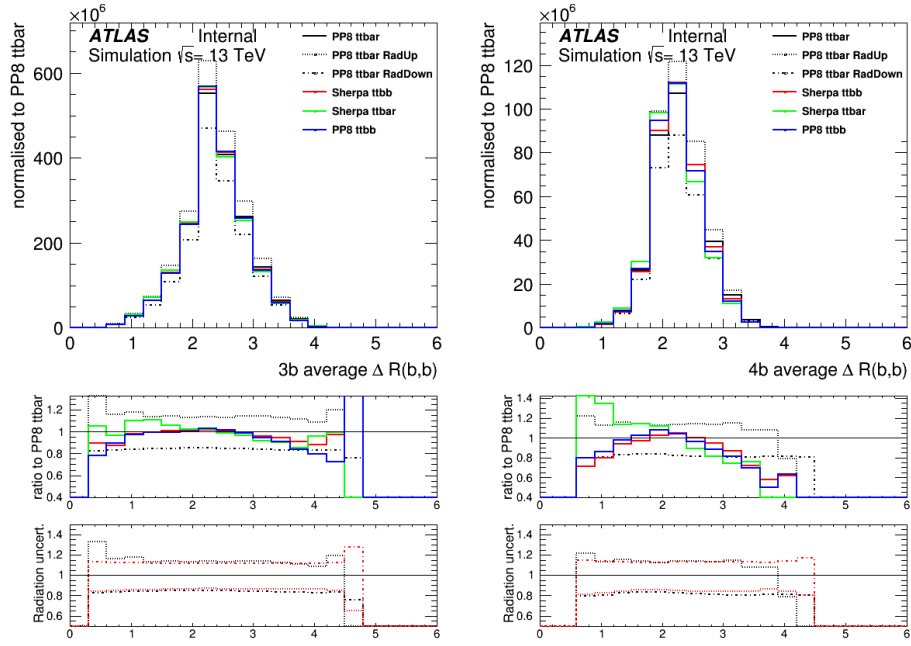 ×10⁶
ATLAS Internal
Simulation √s= 13 TeV
PP8 ttbar
PP8 ttbar RadUp
PP8 ttbar RadDown
Sherpa ttbb
Sherpa ttbar
PP8 ttbb
normalised to PP8 ttbar
600
400
200
0
0 1 2 3 4 5 6
3b average Δ R(b,b)
ratio to PP8 ttbar
1.2
1
0.8
0.6
0.4
0 1 2 3 4 5 6
Radiation uncert.
1.4
1.2
1
0.8
0.6
0 1 2 3 4 5 6
×10⁶
ATLAS Internal
Simulation √s= 13 TeV
PP8 ttbar
PP8 ttbar RadUp
PP8 ttbar RadDown
Sherpa ttbb
Sherpa ttbar
PP8 ttbb
normalised to PP8 ttbar
120
100
80
60
40
20
0
0 1 2 3 4 5 6
4b average Δ R(b,b)
ratio to PP8 ttbar
1.4
1.2
1
0.8
0.6
0.4
0 1 2 3 4 5 6
Radiation uncert.
1.4
1.2
1
0.8
0.6
0 1 2 3 4 5 6